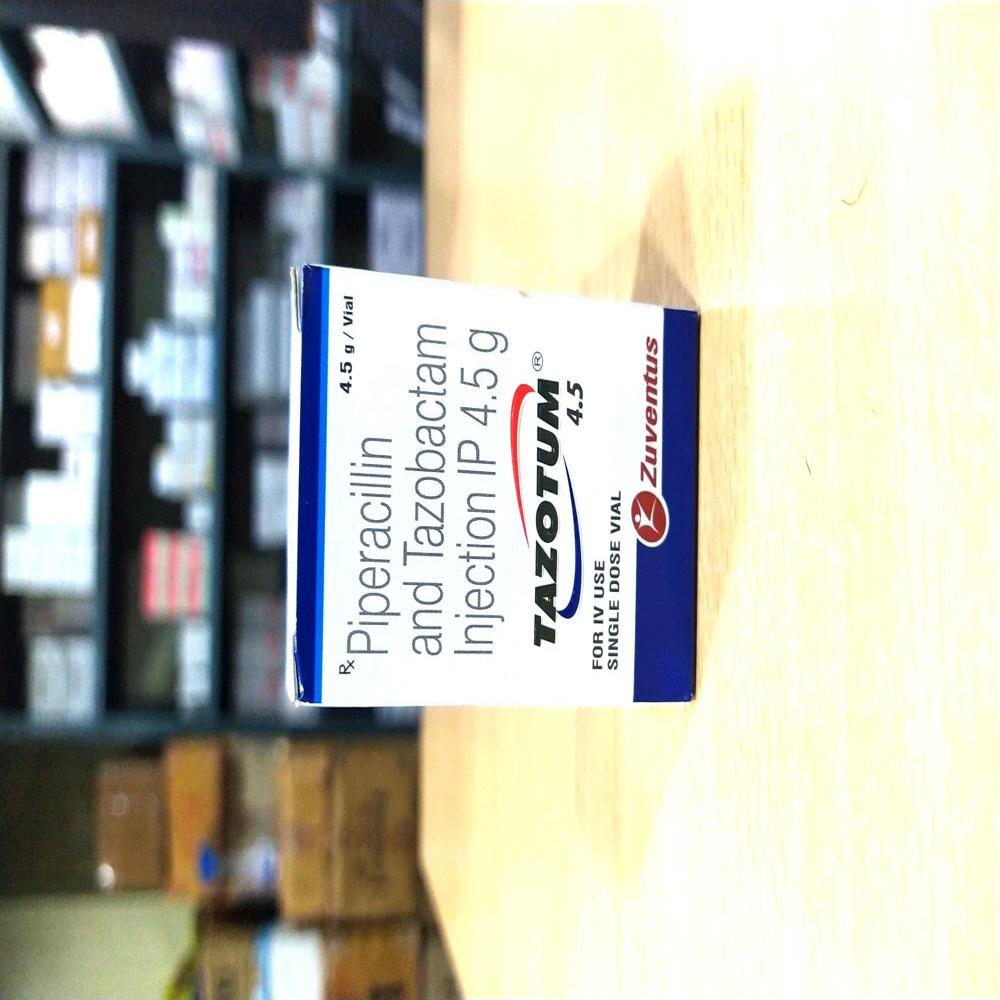 4.5 g / Vial
Rx
Piperacillin
and Tazobactam
Injection IP 4.5 g
TAZOTUM®
4.5
FOR IV USE
SINGLE DOSE VIAL
Zuventus